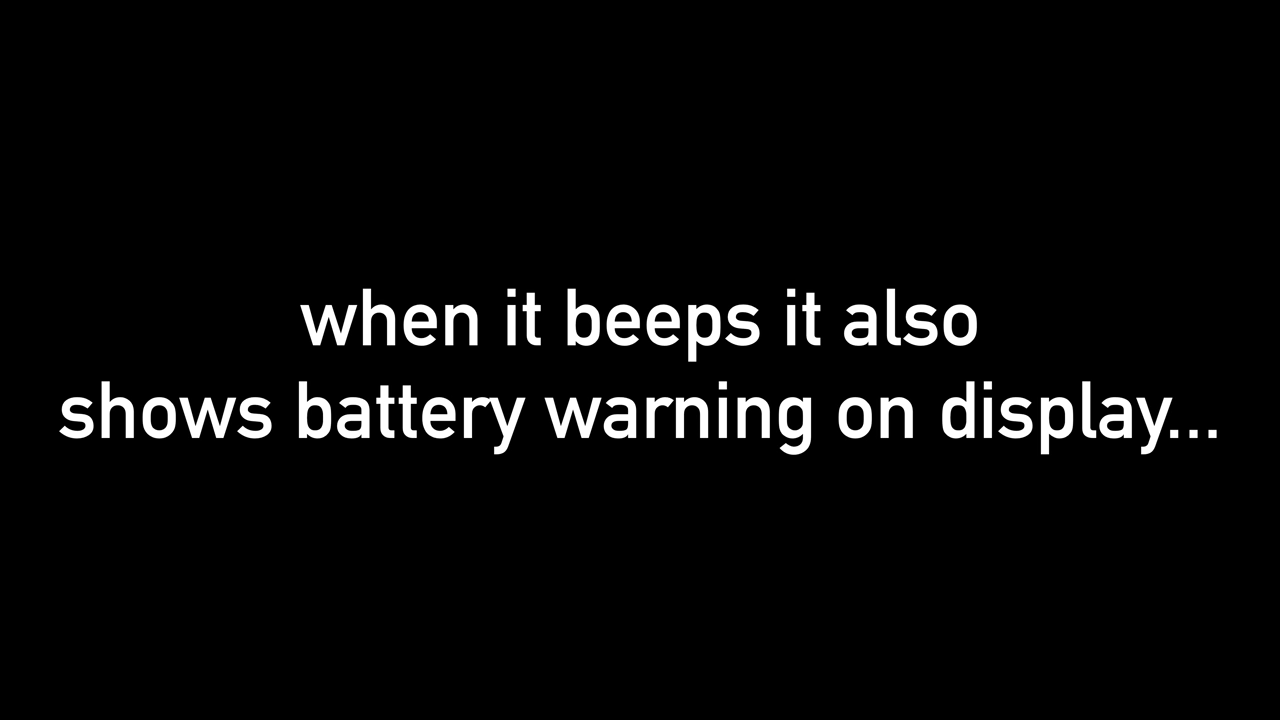 when it beeps it also
shows battery warning on display...